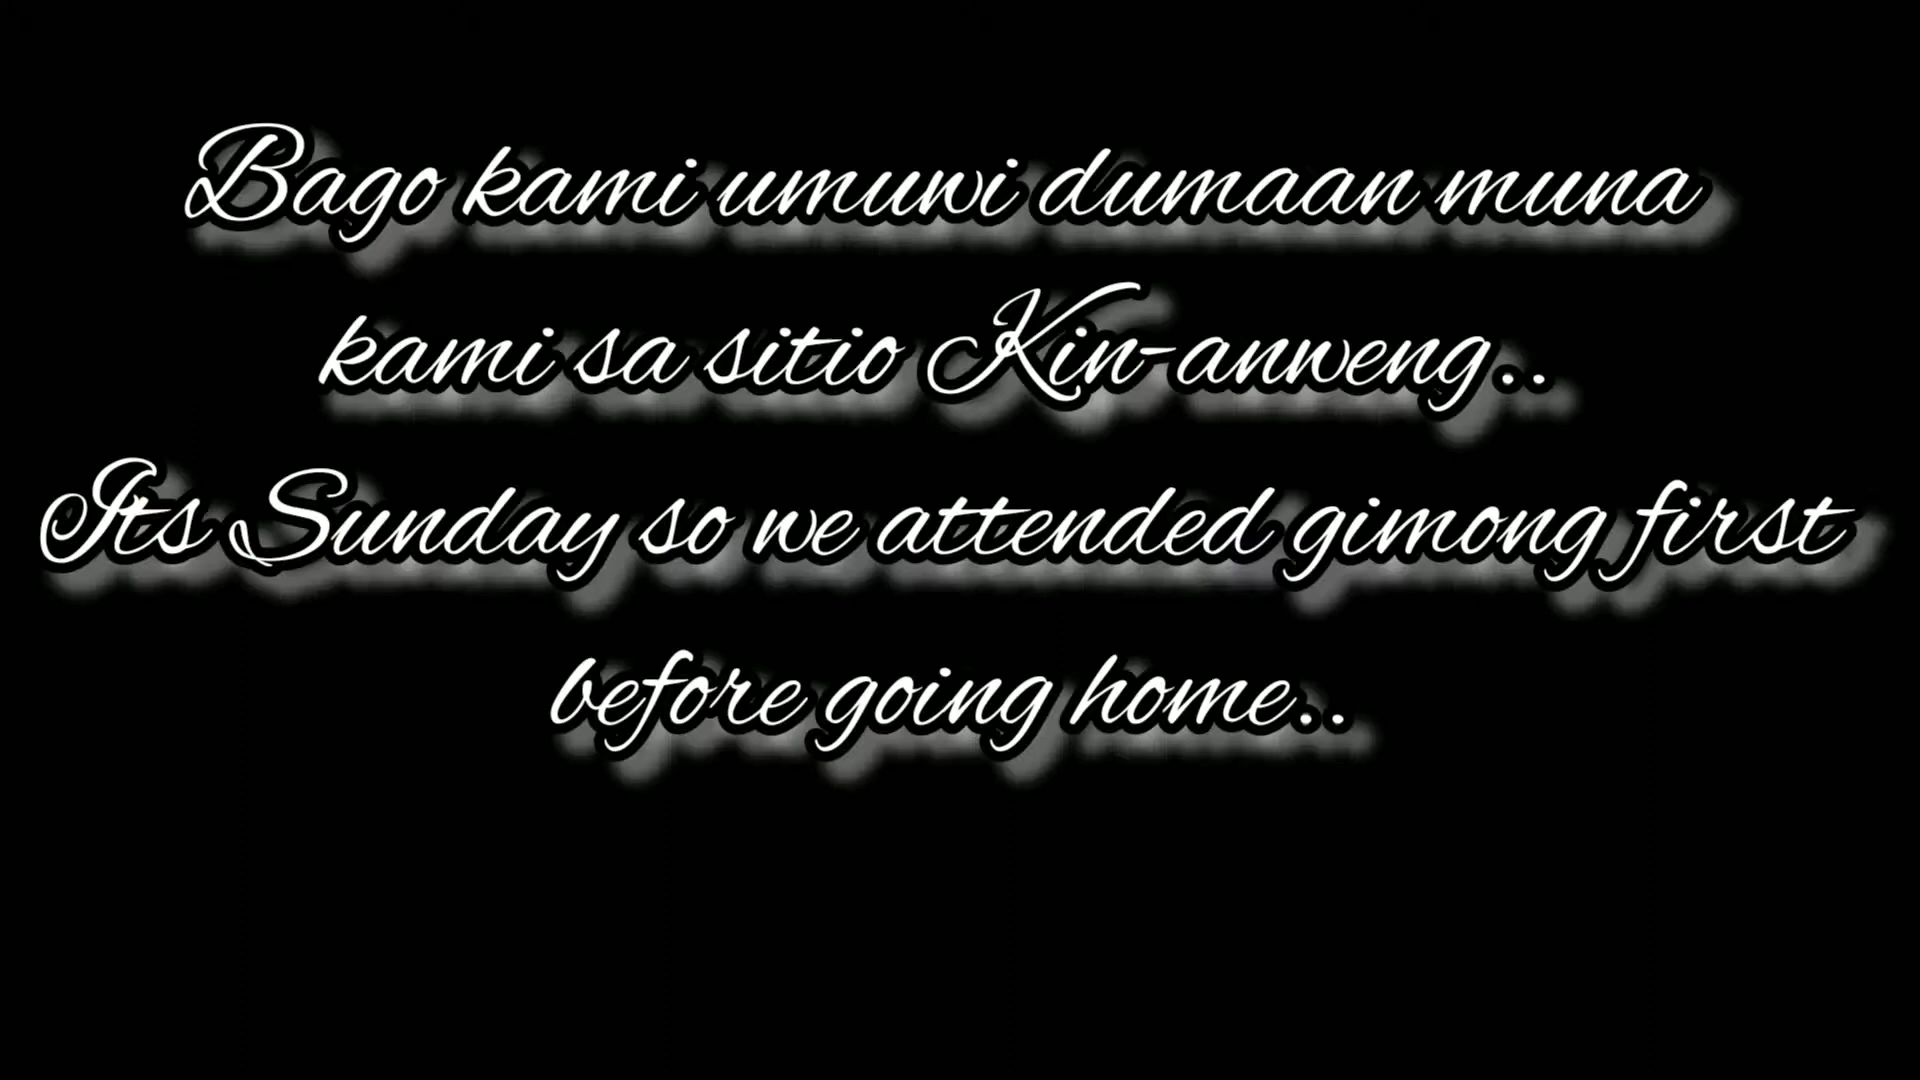 Bago kami umuwi dumaan muna
kami sa sitio Kin-anweng..
Its Sunday so we attended gimong first
before going home..